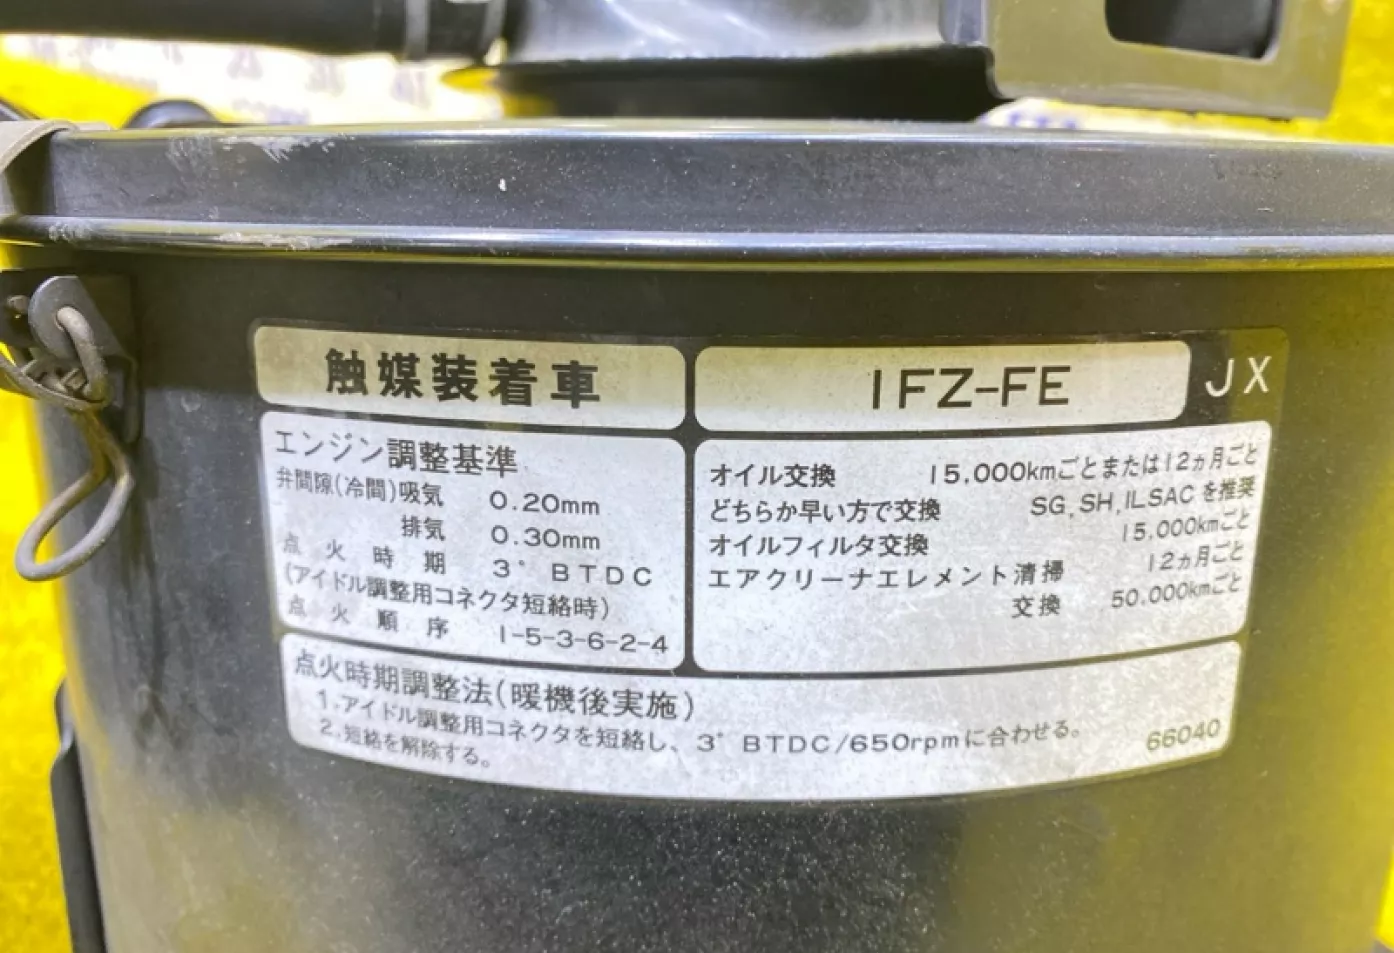 触媒装着車
1FZ-FE
JX
エンジン調整基準
弁間隙(冷間)吸気 0.20mm
排気 0.30mm
点火時期 3° BTDC
(アイドル調整用コネクタ短絡時)
点火順序 1-5-3-6-2-4
オイル交換 15.000kmごとまたは12ヵ月ごと
どちらか早い方で交換 SG,SH,ILSACを推奨
オイルフィルタ交換 15.000kmごと
エアクリーナエレメント清掃 12ヵ月ごと
交換 50.000kmごと
点火時期調整法(暖機後実施)
1.アイドル調整用コネクタを短絡し、3° BTDC/650rpmに合わせる。
2.短絡を解除する。
66040